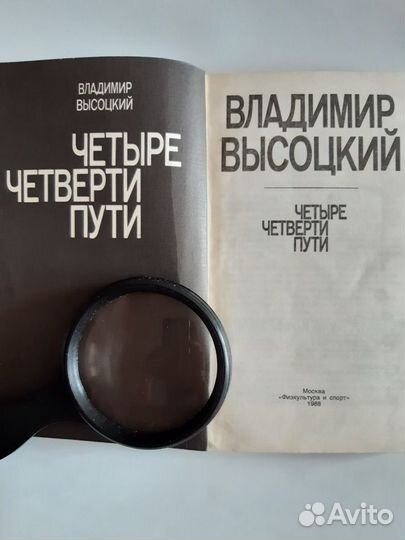 ВЛАДИМИР
ВЫСОЦКИЙ
ЧЕТЫРЕ
ЧЕТВЕРТИ
ПУТИ
ВЛАДИМИР
ВЫСОЦКИЙ
ЧЕТЫРЕ
ЧЕТВЕРТИ
ПУТИ
Москва
«Физкультура и спорт»
1988
Avito